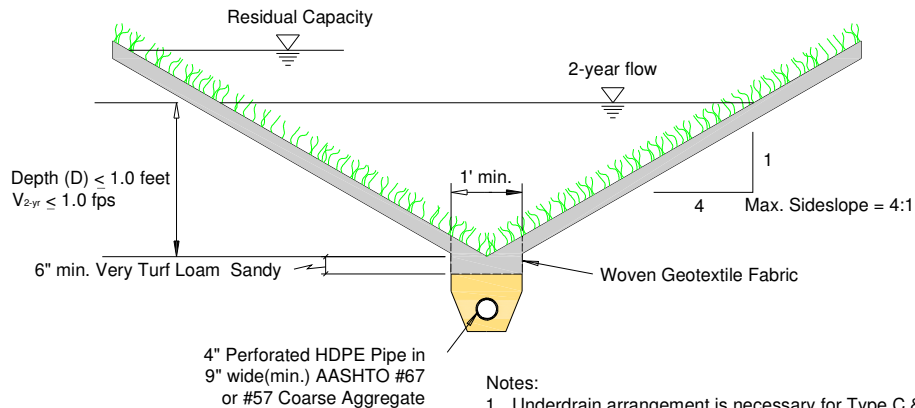 Residual Capacity
2-year flow
Depth (D) ≤ 1.0 feet
V2-yr ≤ 1.0 fps
1' min.
1
4
Max. Sideslope = 4:1
6" min. Very Turf Loam Sandy
Woven Geotextile Fabric
4" Perforated HDPE Pipe in
9" wide(min.) AASHTO #67
or #57 Coarse Aggregate
Notes:
1. Underdrain arrangement is necessary for Type C &